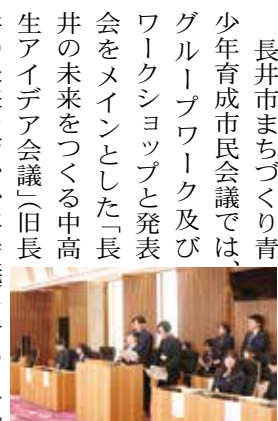 長井市まちづくり青
少年育成市民会議では、
グループワーク及び
ワークショップと発表
会をメインとした「長
井の未来をつくる中高
生アイデア会議」（旧長